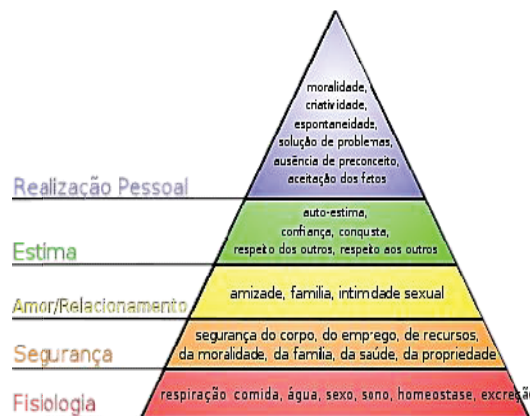 moralidade,
criatividade,
espontaneidade,
solução de problemas,
ausência de preconceito,
aceitação dos fatos
Realização Pessoal
auto-estima,
confiança, conquista,
respeito dos outros, respeito aos outros
Estima
amizade, família, intimidade sexual
Amor/Relacionamento
segurança do corpo, do emprego, de recursos,
da moralidade, da família, da saúde, da propriedade
Segurança
respiração comida, água, sexo, sono, homeostase, excreção
Fisiologia